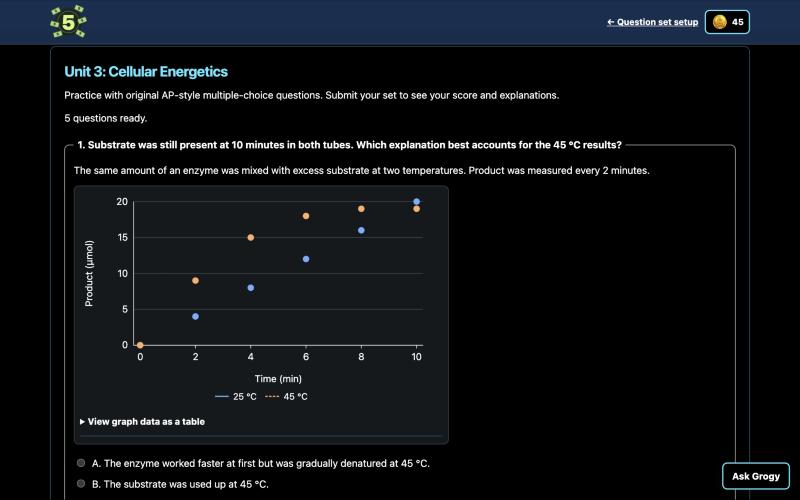 5
← Question set setup
45
Unit 3: Cellular Energetics
Practice with original AP-style multiple-choice questions. Submit your set to see your score and explanations.
5 questions ready.
1. Substrate was still present at 10 minutes in both tubes. Which explanation best accounts for the 45 °C results?
The same amount of an enzyme was mixed with excess substrate at two temperatures. Product was measured every 2 minutes.
20
15
10
5
0
Product (μmol)
0 2 4 6 8 10
Time (min)
25 °C 45 °C
▶ View graph data as a table
A. The enzyme worked faster at first but was gradually denatured at 45 °C.
B. The substrate was used up at 45 °C.
Ask Grogy